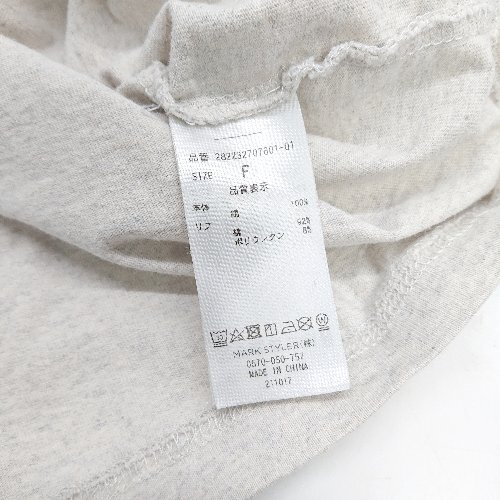 品番 282232707801-01
SIZE F
品質表示
本体 綿 100%
リブ 綿 92%
ポリウレタン 8%
MARK STYLER(株)
0570-050-757
MADE IN CHINA
211017